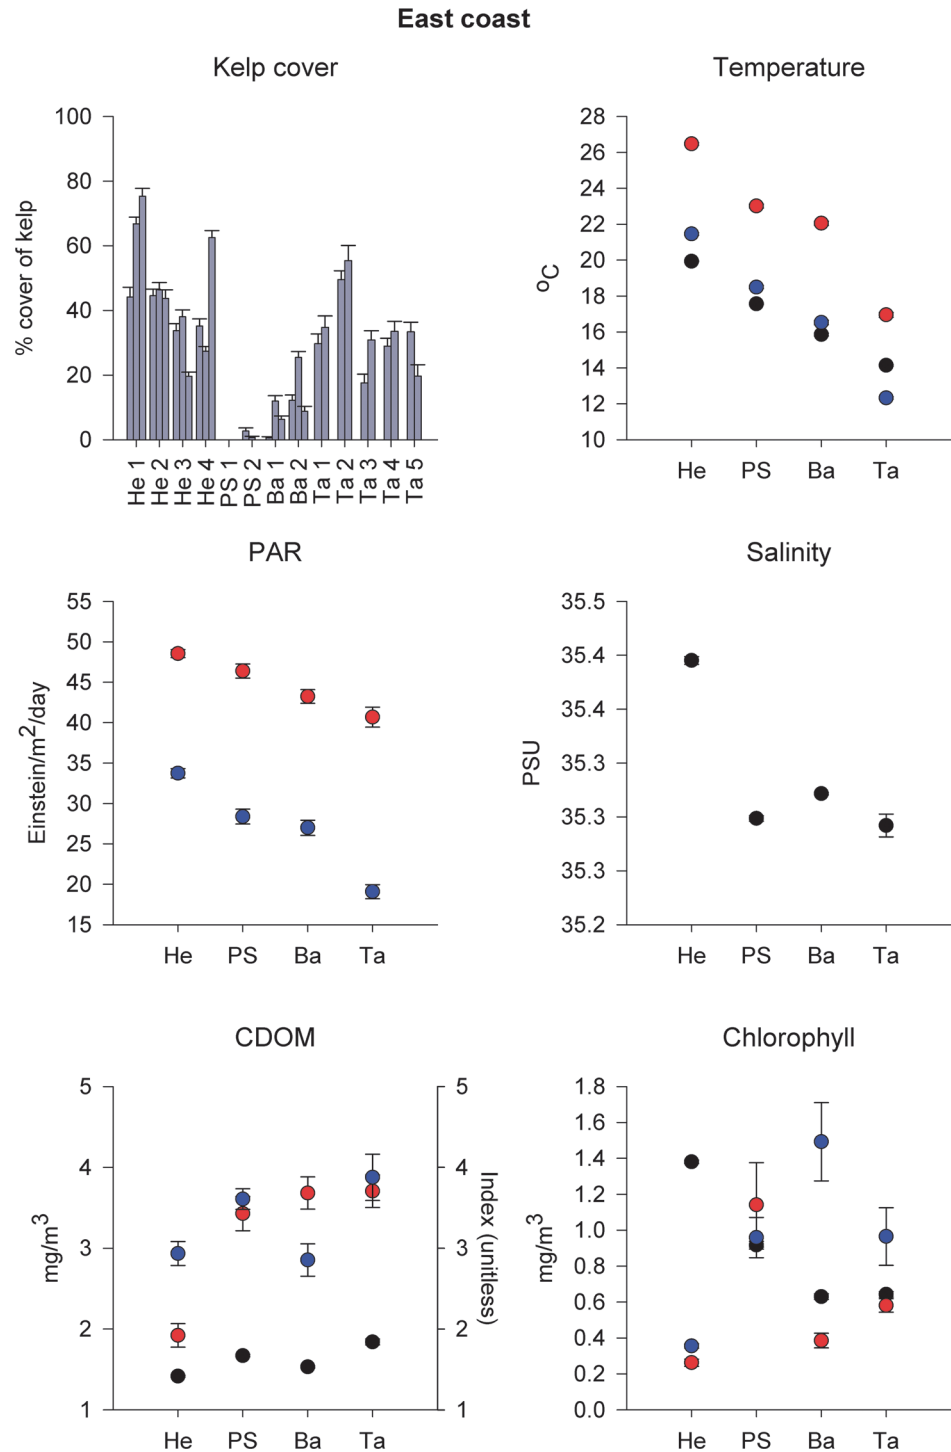 East coast
Kelp cover
% cover of kelp
100
80
60
40
20
0
He 1
He 2
He 3
He 4
PS 1
PS 2
Ba 1
Ba 2
Ta 1
Ta 2
Ta 3
Ta 4
Ta 5
Temperature
oC
28
26
24
22
20
18
16
14
12
10
He PS Ba Ta
PAR
Einstein/m2/day
55
50
45
40
35
30
25
20
15
He PS Ba Ta
Salinity
PSU
35.5
35.4
35.4
35.3
35.3
35.3
35.2
He PS Ba Ta
CDOM
mg/m3
5
4
3
2
1
He PS Ba Ta
5
4
3
2
1
Index (unitless)
Chlorophyll
mg/m3
1.8
1.6
1.4
1.2
1.0
0.8
0.6
0.4
0.2
0.0
He PS Ba Ta